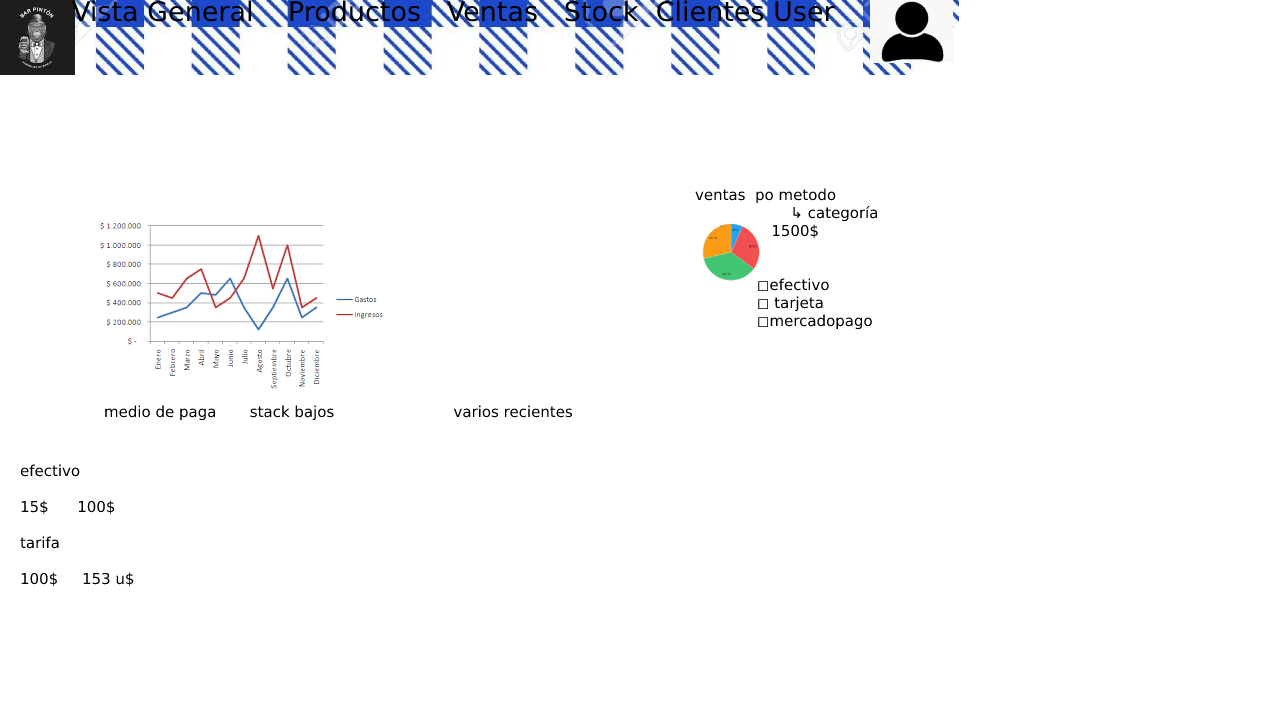 Vista General Productos Ventas Stock Clientes User
BAR PINTÓN
ventas po metodo
↳ categoría
1500$
□efectivo
□ tarjeta
□mercadopago
$ 1.200.000
$ 1.000.000
$ 800.000
$ 600.000
$ 400.000
$ 200.000
$ -
Gastos
Ingresos
Enero
Febrero
Marzo
Abril
Mayo
Junio
Julio
Agosto
Septiembre
Octubre
Noviembre
Diciembre
medio de paga stack bajos varios recientes
efectivo
15$ 100$
tarifa
100$ 153 u$